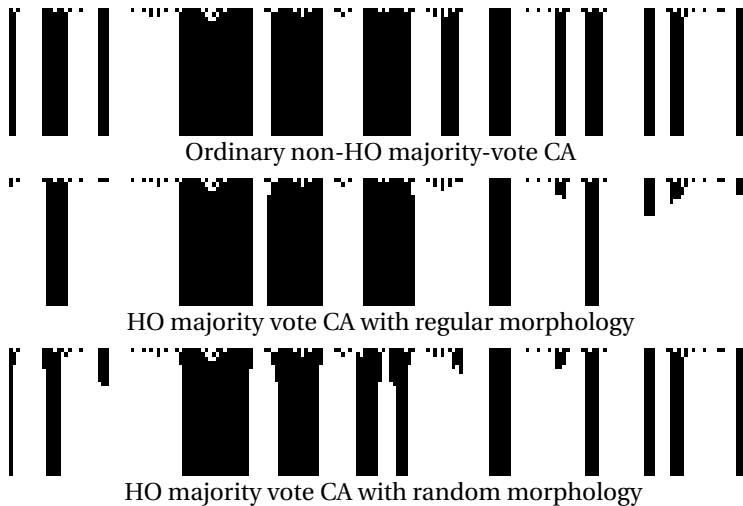 Ordinary non-HO majority-vote CA
HO majority vote CA with regular morphology
HO majority vote CA with random morphology